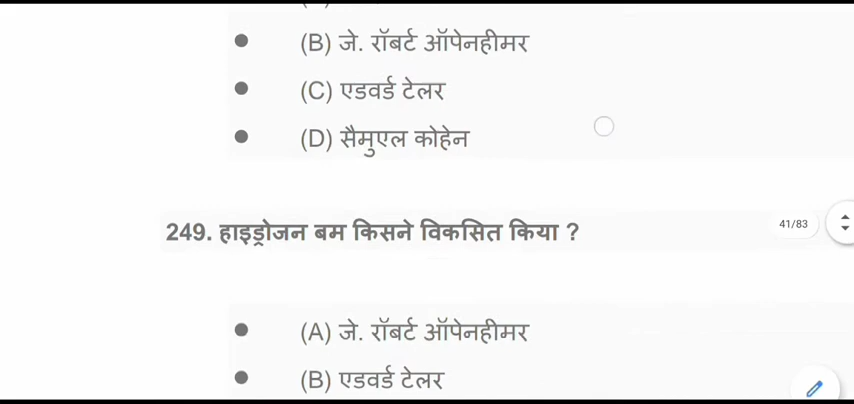 (B) जे. रॉबर्ट ऑपेनहीमर
(C) एडवर्ड टेलर
(D) सैमुएल कोहेन
249. हाइड्रोजन बम किसने विकसित किया ?
41/83
(A) जे. रॉबर्ट ऑपेनहीमर
(B) एडवर्ड टेलर